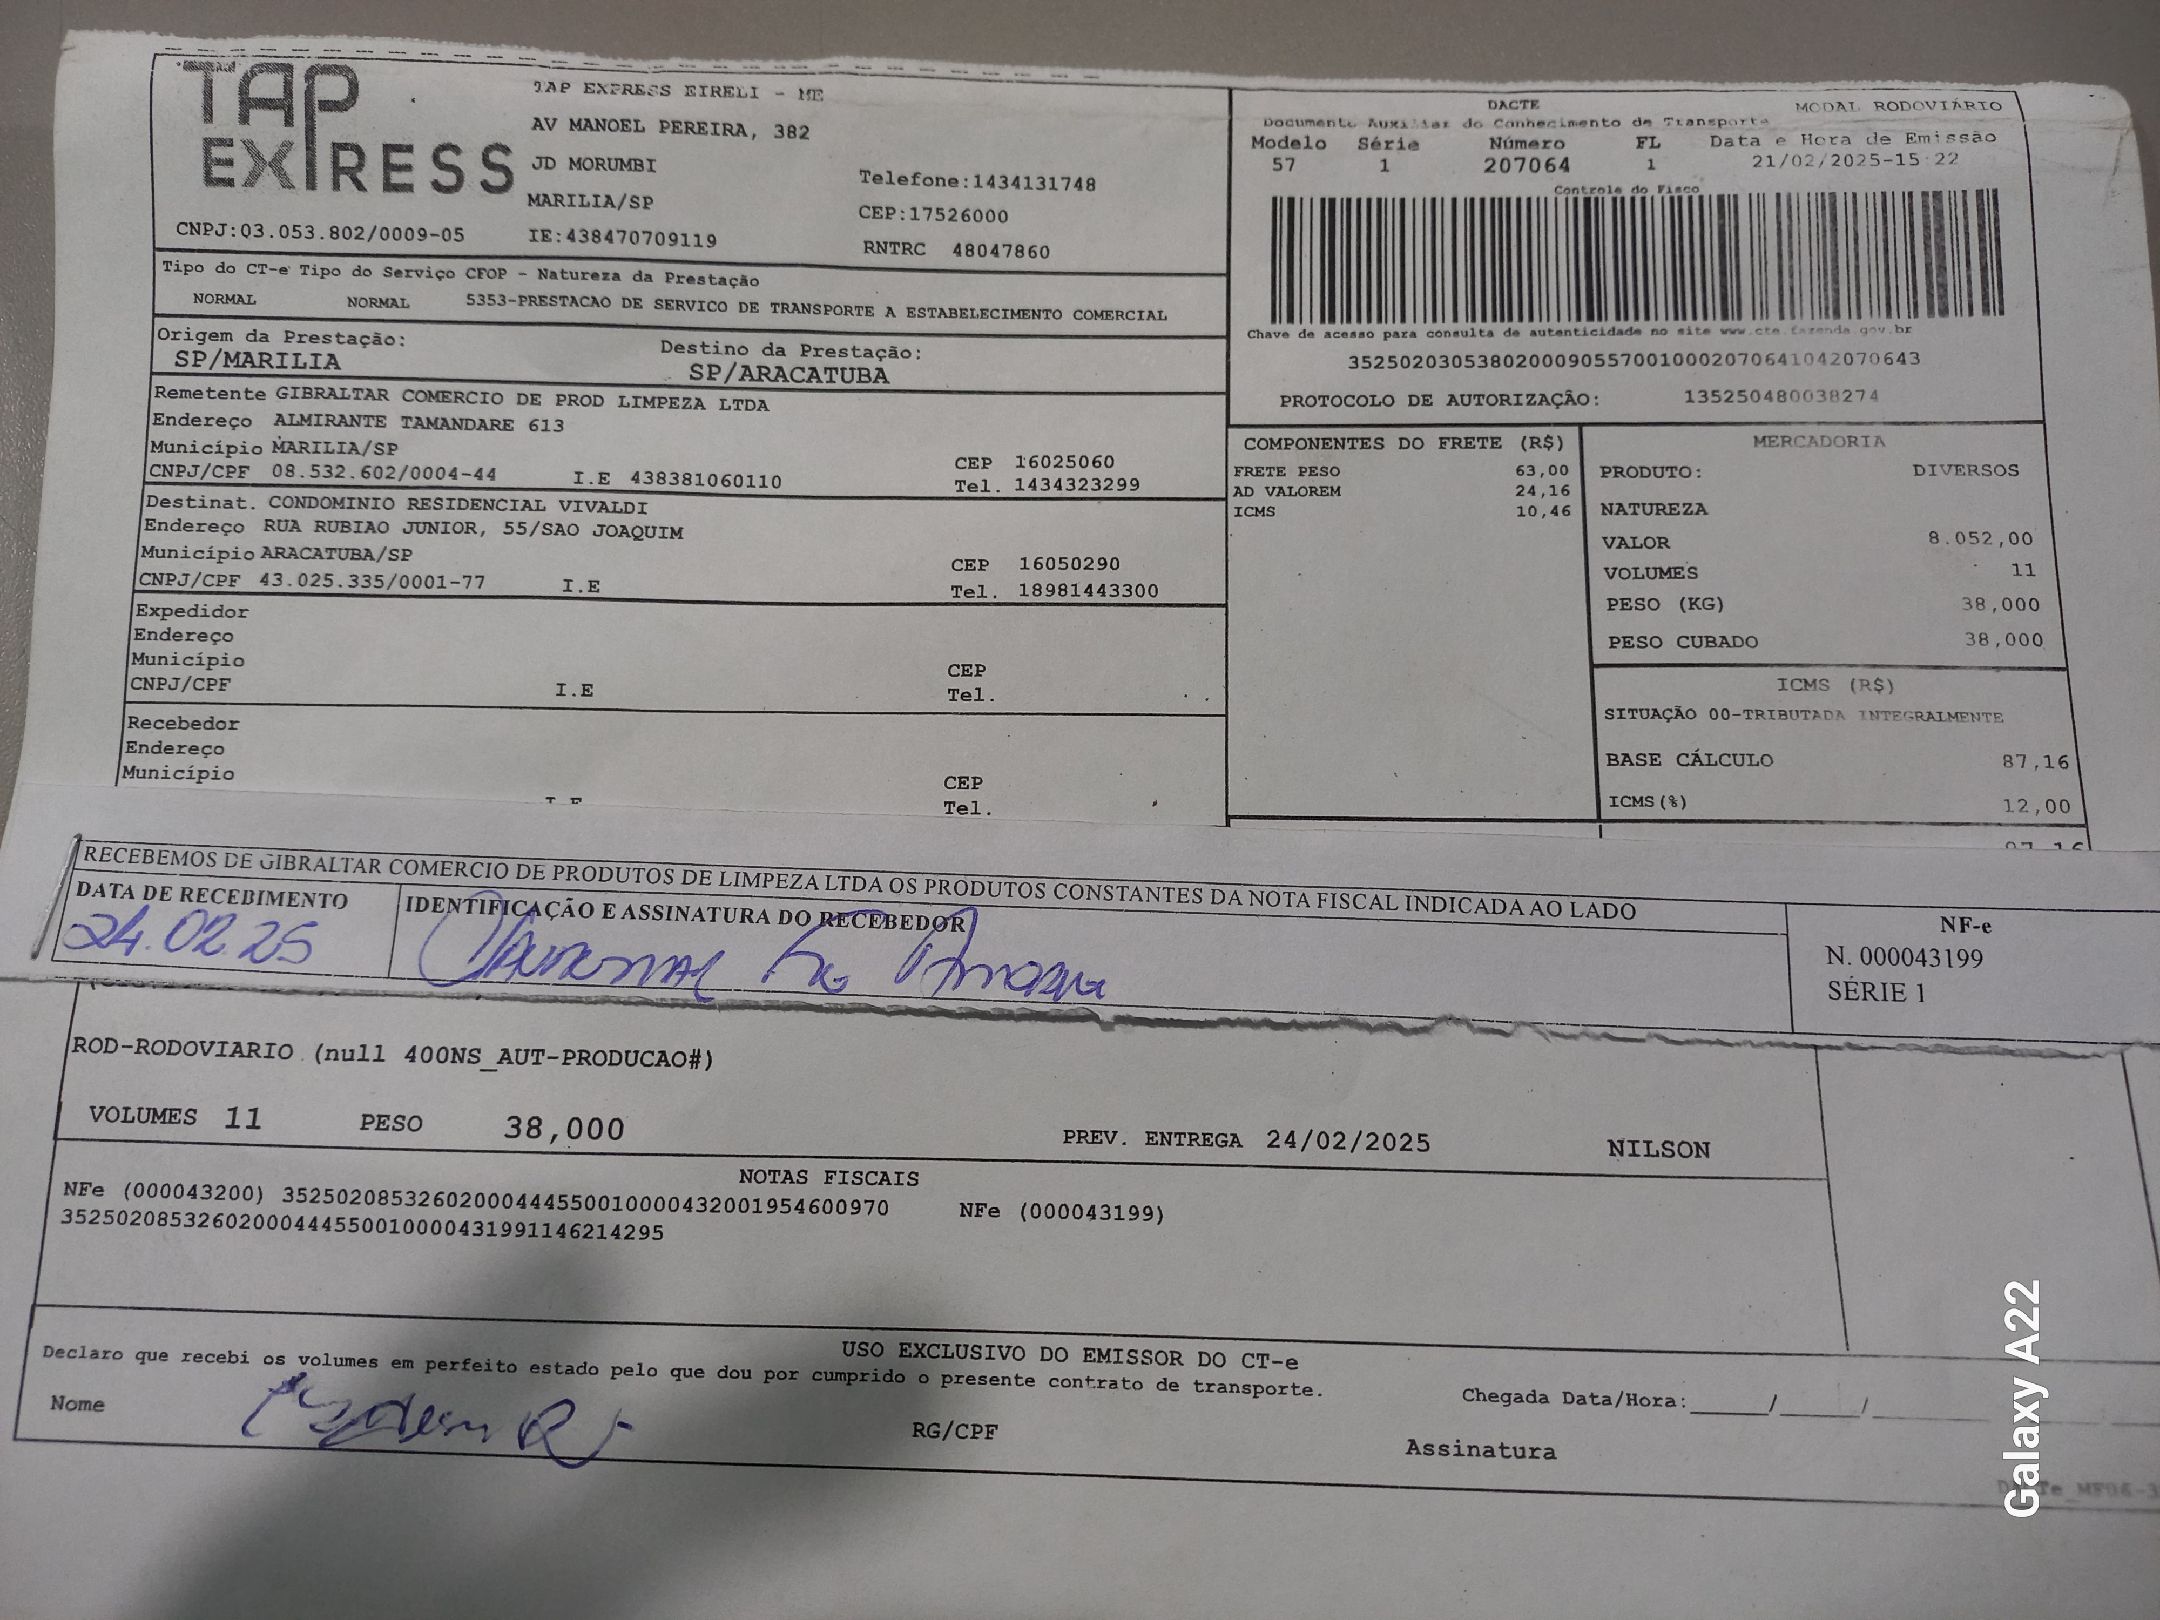 TAP EXPRESS
TAP EXPRESS EIRELI - ME
AV MANOEL PEREIRA, 382
JD MORUMBI
Telefone:1434131748
MARILIA/SP
CEP:17526000
CNPJ:03.053.802/0009-05 IE:438470709119
RNTRC 48047860
DACTE MODAL RODOVIÁRIO
Documento Auxiliar do Conhecimento de Transporte
Modelo Série Número FL Data e Hora de Emissão
57 1 207064 1 21/02/2025-15:22
Controle do Fisco
Chave de acesso para consulta de autenticidade no site www.cte.fazenda.gov.br
35250203053802000905570010002070641042070643
PROTOCOLO DE AUTORIZAÇÃO: 135250480038274
Tipo do CT-e Tipo do Serviço CFOP - Natureza da Prestação
NORMAL NORMAL 5353-PRESTACAO DE SERVICO DE TRANSPORTE A ESTABELECIMENTO COMERCIAL
Origem da Prestação: Destino da Prestação:
SP/MARILIA SP/ARACATUBA
Remetente GIBRALTAR COMERCIO DE PROD LIMPEZA LTDA
Endereço ALMIRANTE TAMANDARE 613
Município MARILIA/SP CEP 16025060
CNPJ/CPF 08.532.602/0004-44 I.E 438381060110 Tel. 1434323299
Destinat. CONDOMINIO RESIDENCIAL VIVALDI
Endereço RUA RUBIAO JUNIOR, 55/SAO JOAQUIM
Município ARACATUBA/SP CEP 16050290
CNPJ/CPF 43.025.335/0001-77 I.E Tel. 18981443300
Expedidor
Endereço
Município CEP
CNPJ/CPF I.E Tel.
Recebedor
Endereço
Município CEP
I.E Tel.
COMPONENTES DO FRETE (R$)
FRETE PESO 63,00
AD VALOREM 24,16
ICMS 10,46
MERCADORIA
PRODUTO: DIVERSOS
NATUREZA
VALOR 8.052,00
VOLUMES 11
PESO (KG) 38,000
PESO CUBADO 38,000
ICMS (R$)
SITUAÇÃO 00-TRIBUTADA INTEGRALMENTE
BASE CÁLCULO 87,16
ICMS(%) 12,00
RECEBEMOS DE GIBRALTAR COMERCIO DE PRODUTOS DE LIMPEZA LTDA OS PRODUTOS CONSTANTES DA NOTA FISCAL INDICADA AO LADO
DATA DE RECEBIMENTO IDENTIFICAÇÃO E ASSINATURA DO RECEBEDOR
24.02.25
NF-e
N. 000043199
SÉRIE 1
ROD-RODOVIARIO (null 400NS_AUT-PRODUCAO#)
VOLUMES 11 PESO 38,000 PREV. ENTREGA 24/02/2025 NILSON
NOTAS FISCAIS
NFe (000043200) 35250208532602000444550010000432001954600970 NFe (000043199)
35250208532602000444550010000431991146214295
USO EXCLUSIVO DO EMISSOR DO CT-e
Declaro que recebi os volumes em perfeito estado pelo que dou por cumprido o presente contrato de transporte.
Nome RG/CPF Chegada Data/Hora:_____/_____/_____
Assinatura
Galaxy A22